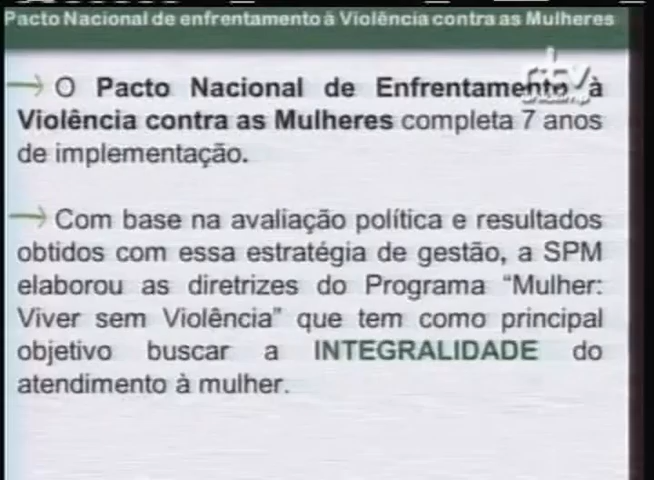 Pacto Nacional de enfrentamento à Violência contra as Mulheres
O Pacto Nacional de Enfrentamento à
Violência contra as Mulheres completa 7 anos
de implementação.
Com base na avaliação política e resultados
obtidos com essa estratégia de gestão, a SPM
elaborou as diretrizes do Programa “Mulher:
Viver sem Violência” que tem como principal
objetivo buscar a INTEGRALIDADE do
atendimento à mulher.